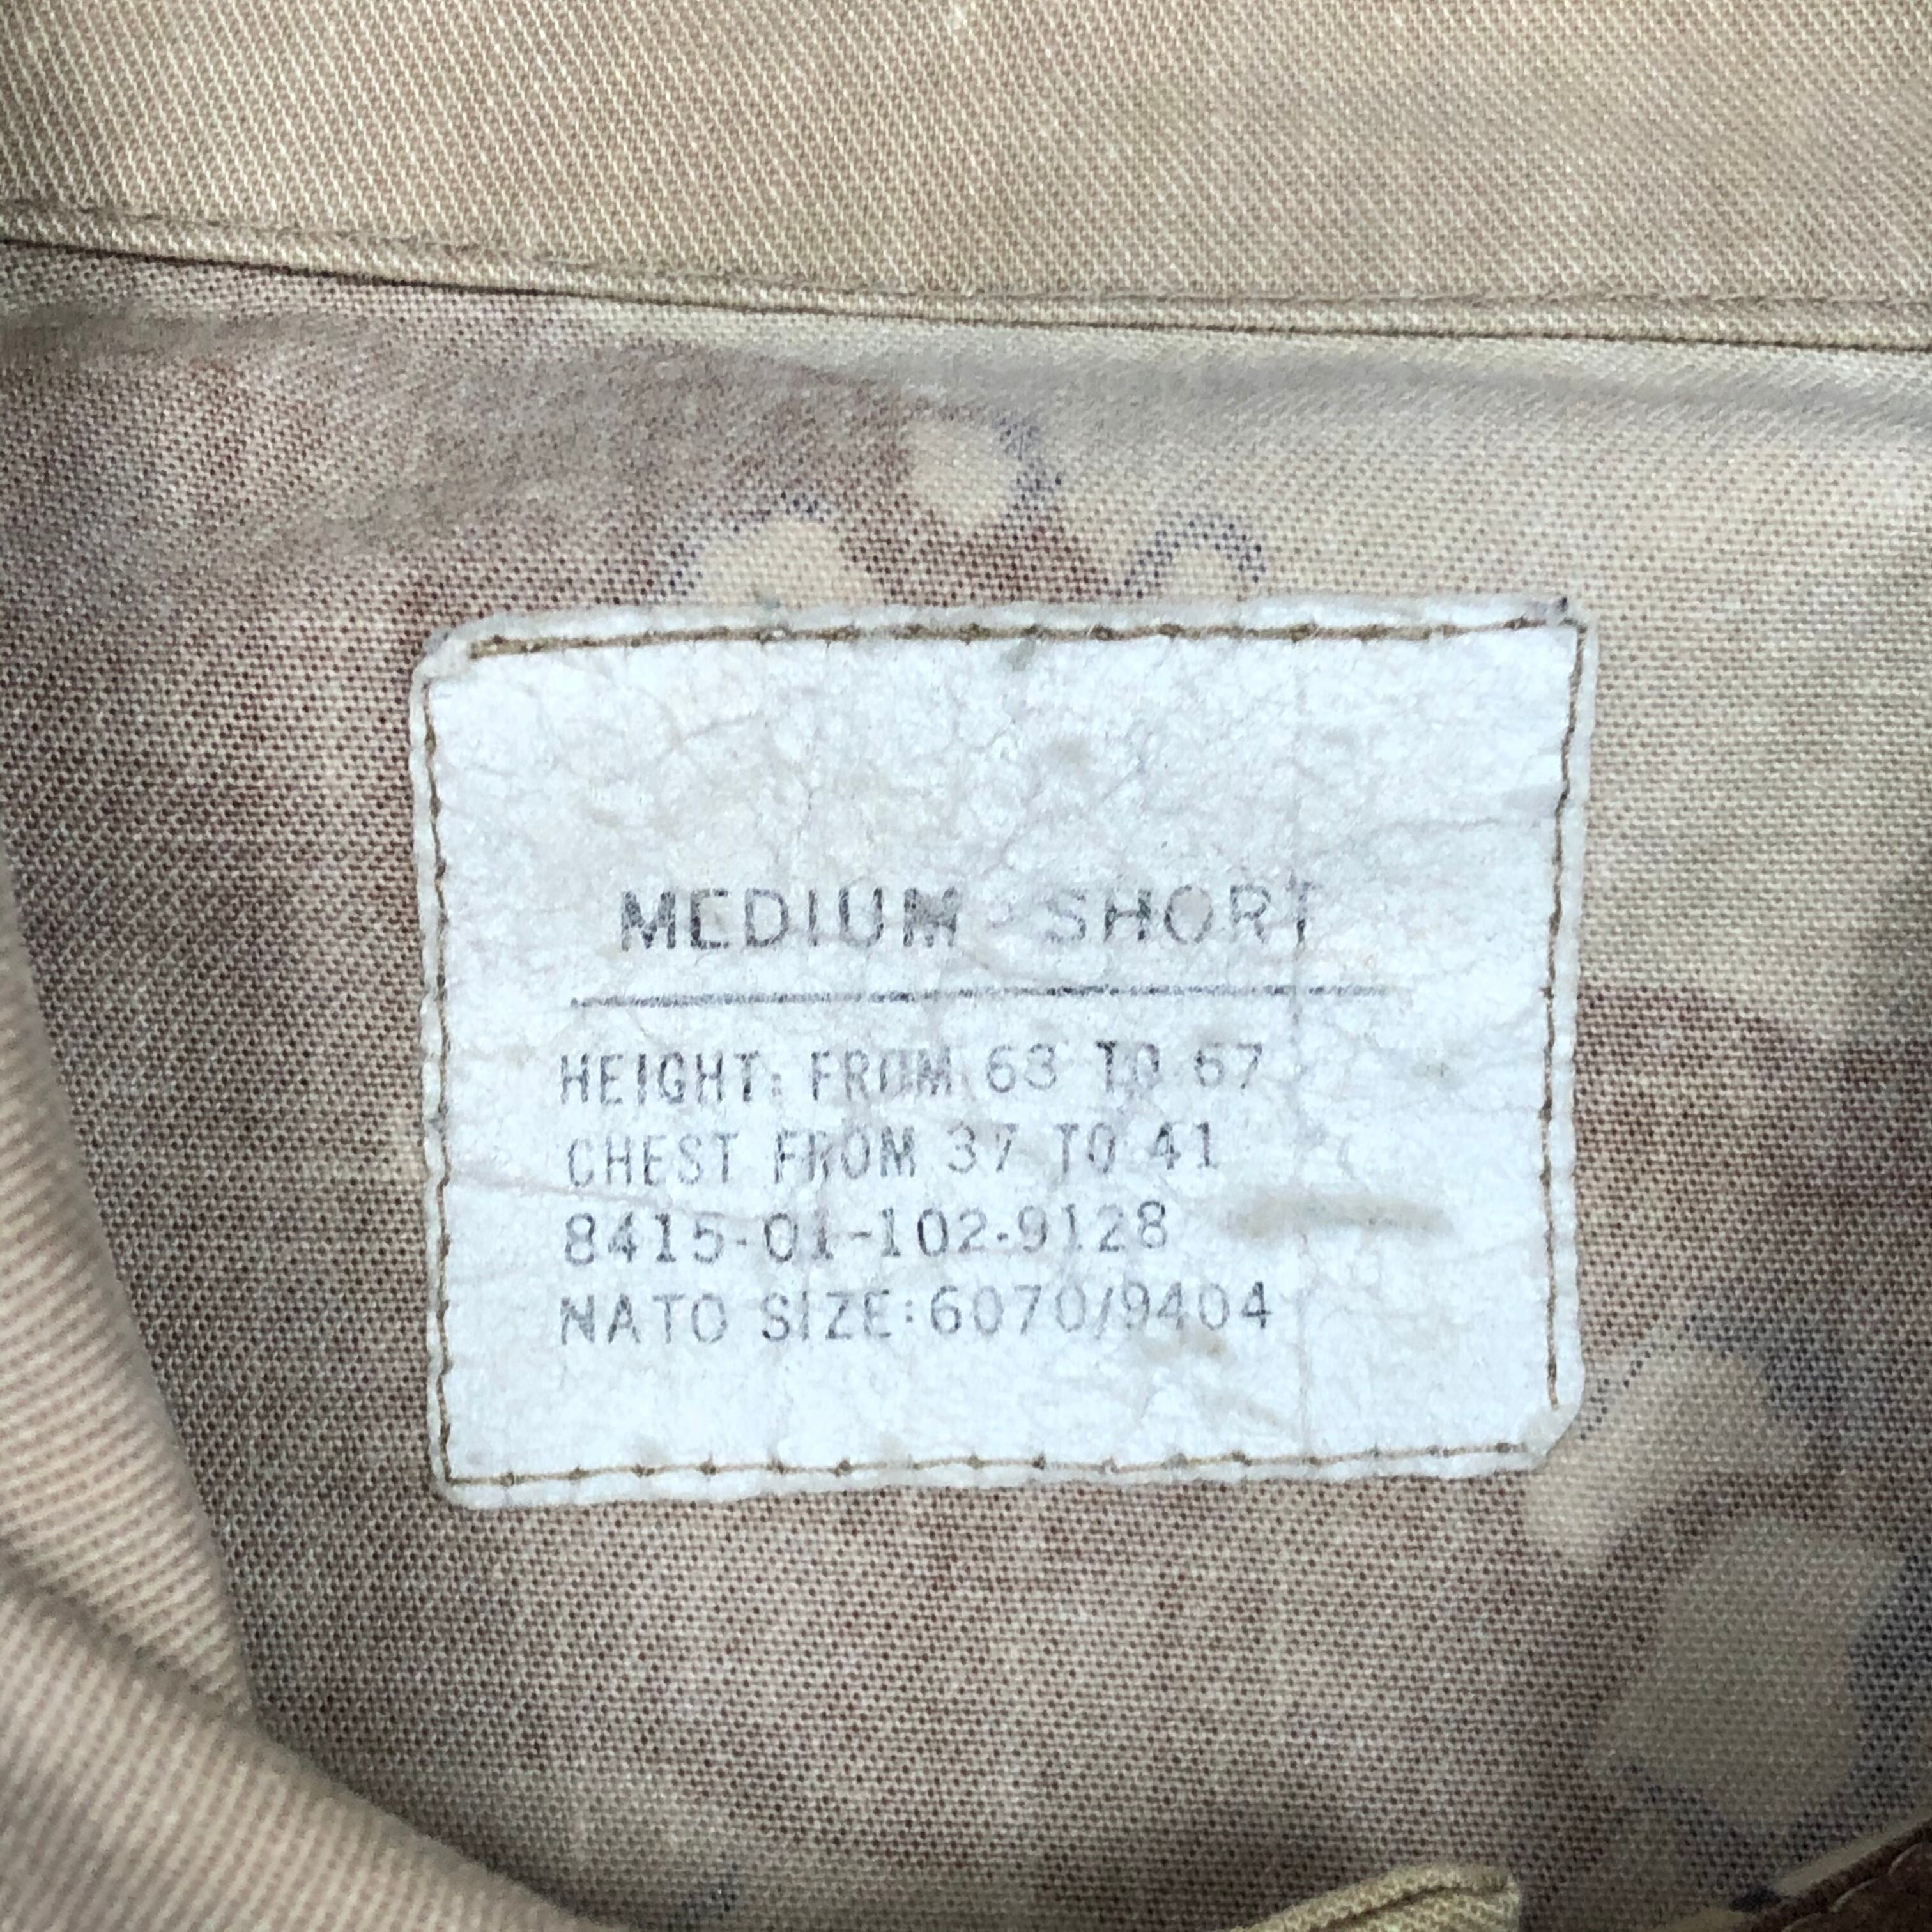 MEDIUM SHORT
HEIGHT: FROM 63 TO 67
CHEST FROM 37 TO 41
8415-01-102-9128
NATO SIZE: 6070/9404